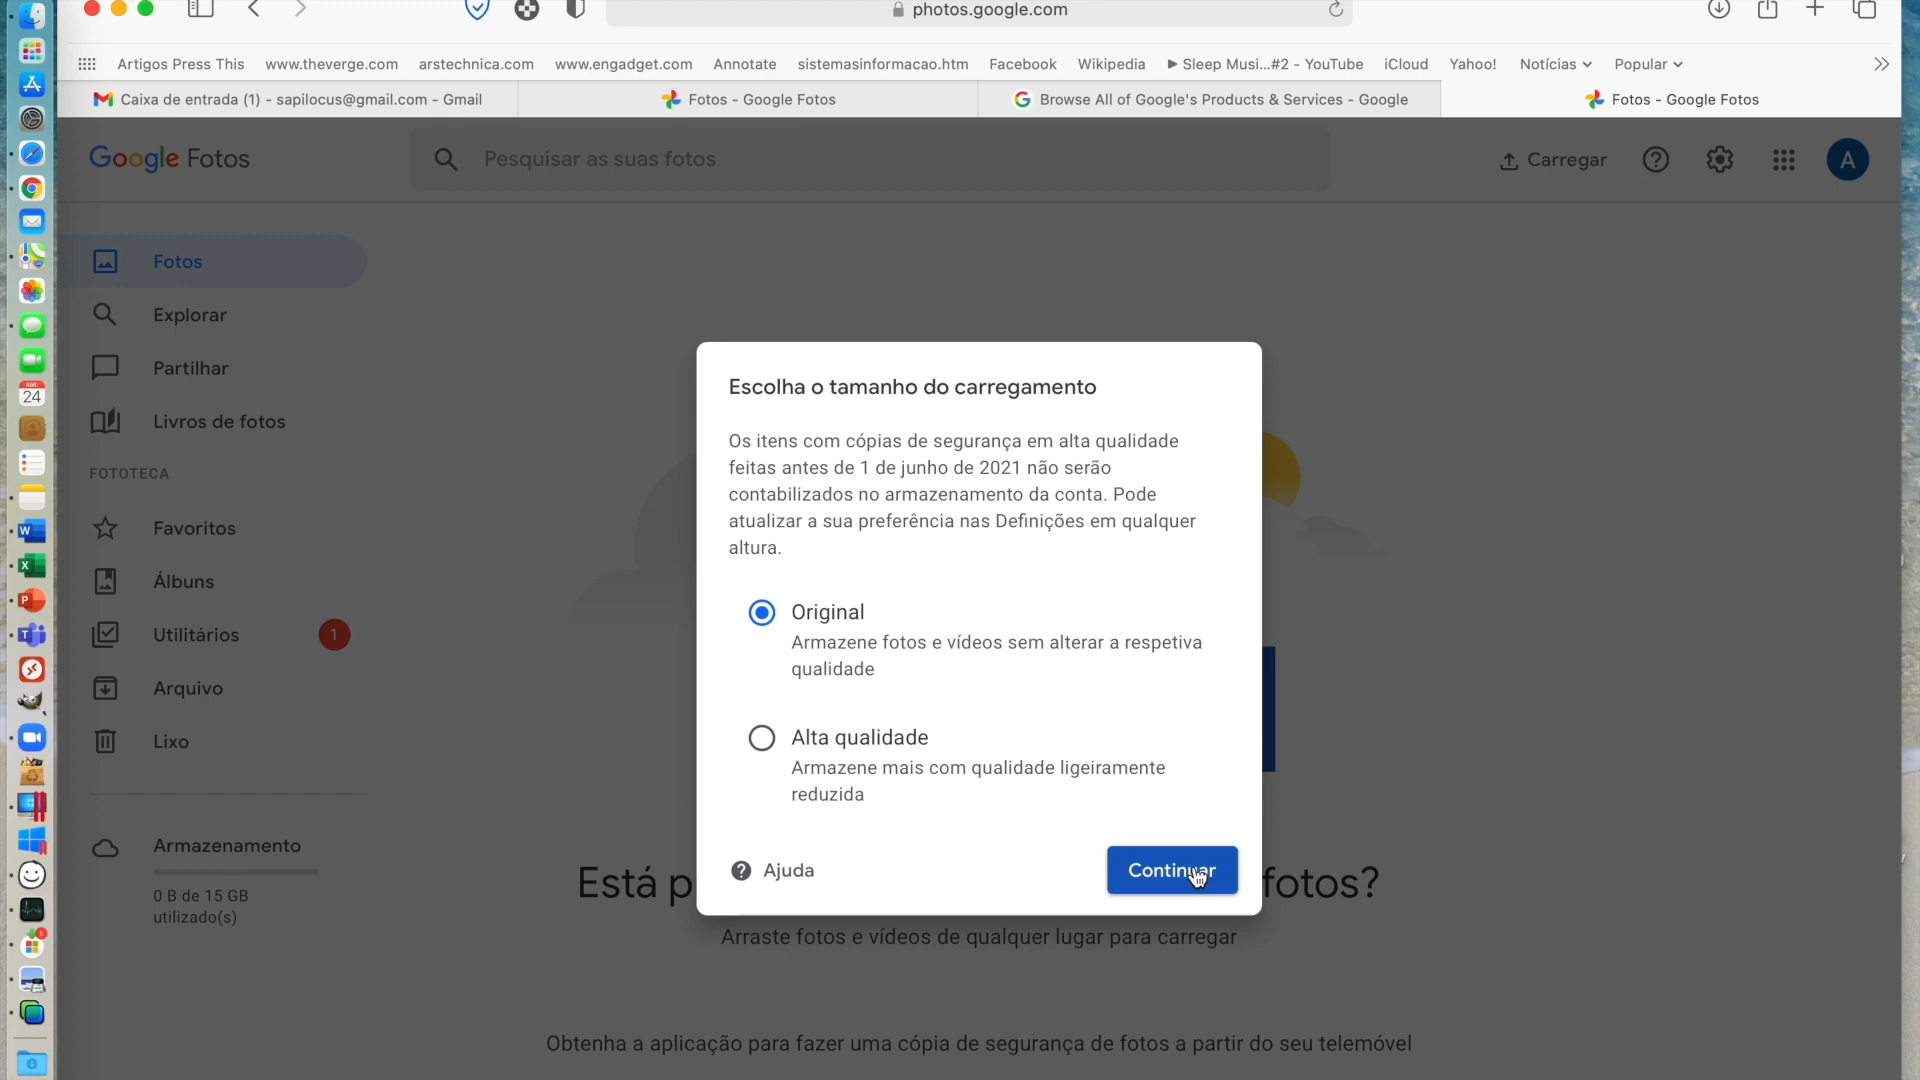 photos.google.com
Artigos Press This www.theverge.com arstechnica.com www.engadget.com Annotate sistemasinformacao.htm Facebook Wikipedia ▶ Sleep Musi...#2 - YouTube iCloud Yahoo! Notícias Popular
Caixa de entrada (1) - sapilocus@gmail.com - Gmail
Fotos - Google Fotos
Browse All of Google's Products & Services - Google
Fotos - Google Fotos
Google Fotos
Pesquisar as suas fotos
Carregar
A
Fotos
Explorar
Partilhar
Livros de fotos
FOTOTECA
Favoritos
Álbuns
Utilitários 1
Arquivo
Lixo
Armazenamento
0 B de 15 GB
utilizado(s)
Escolha o tamanho do carregamento
Os itens com cópias de segurança em alta qualidade
feitas antes de 1 de junho de 2021 não serão
contabilizados no armazenamento da conta. Pode
atualizar a sua preferência nas Definições em qualquer
altura.
Original
Armazene fotos e vídeos sem alterar a respetiva
qualidade
Alta qualidade
Armazene mais com qualidade ligeiramente
reduzida
Ajuda
Continuar
Está p
fotos?
Arraste fotos e vídeos de qualquer lugar para carregar
Obtenha a aplicação para fazer uma cópia de segurança de fotos a partir do seu telemóvel
24